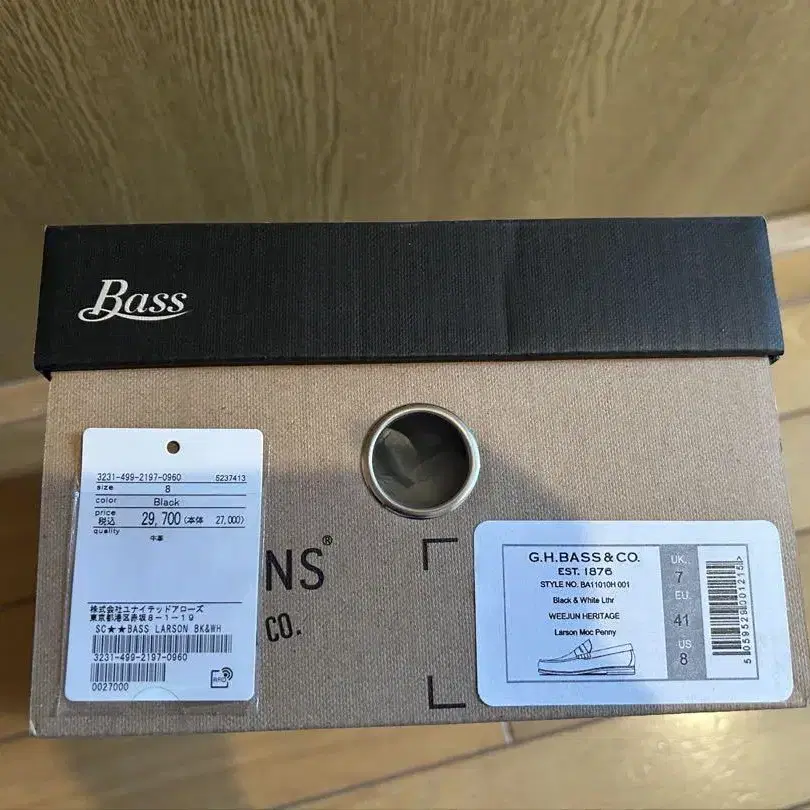 Bass
3231-499-2197-0960 5237413
size 8
color Black
price 税込 29,700 (本体 27,000)
quality
牛革
株式会社ユナイテッドアローズ
東京都港区赤坂8-1-19
SC★★BASS LARSON BK&WH
3231-499-2197-0960
0027000
RFID
NS®
CO.
G.H.BASS & CO.
EST. 1876
STYLE NO. BA11010H 001
Black & White Lthr
WEEJUN HERITAGE
Larson Moc Penny
UK.
7
EU.
41
US
8
5059529001215